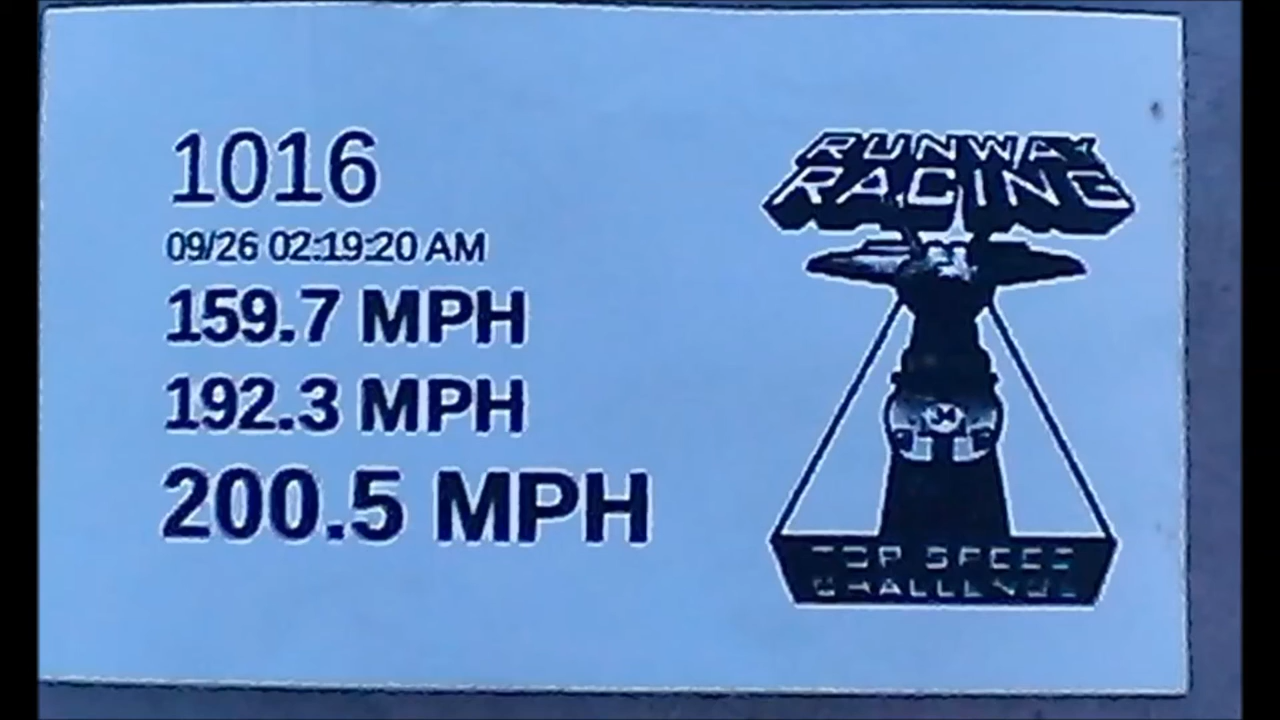 1016
09/26 02:19:20 AM
159.7 MPH
192.3 MPH
200.5 MPH
RUNWAY
RACING
TOP SPEED
CHALLENGE